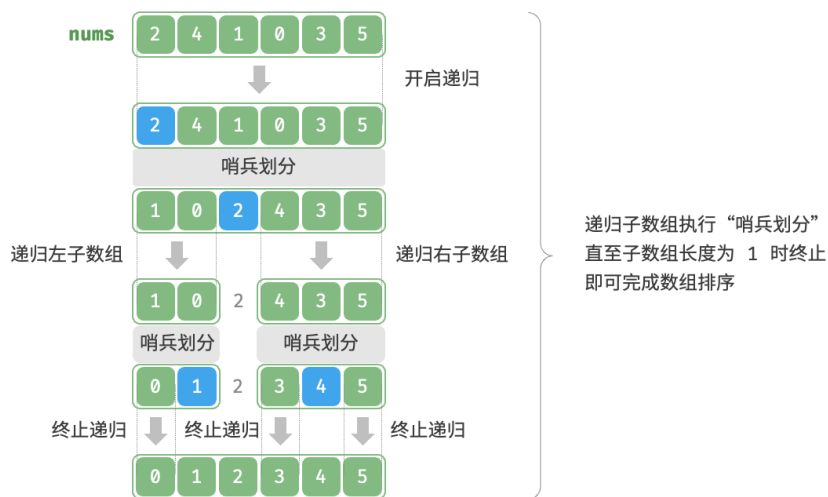 nums 2 4 1 0 3 5
开启递归
2 4 1 0 3 5
哨兵划分
1 0 2 4 3 5
递归左子数组 递归右子数组
1 0 2 4 3 5
哨兵划分 哨兵划分
0 1 2 3 4 5
终止递归 终止递归 终止递归
0 1 2 3 4 5
递归子数组执行“哨兵划分”
直至子数组长度为 1 时终止
即可完成数组排序